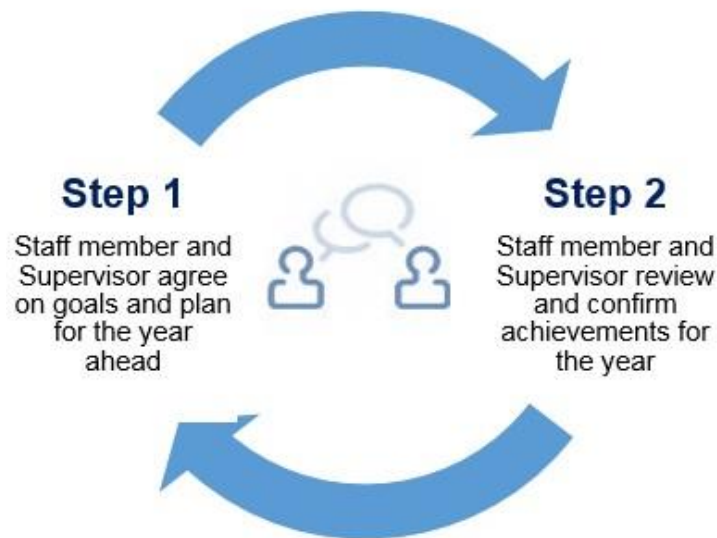 Step 1
Staff member and
Supervisor agree
on goals and plan
for the year
ahead
Step 2
Staff member and
Supervisor review
and confirm
achievements for
the year